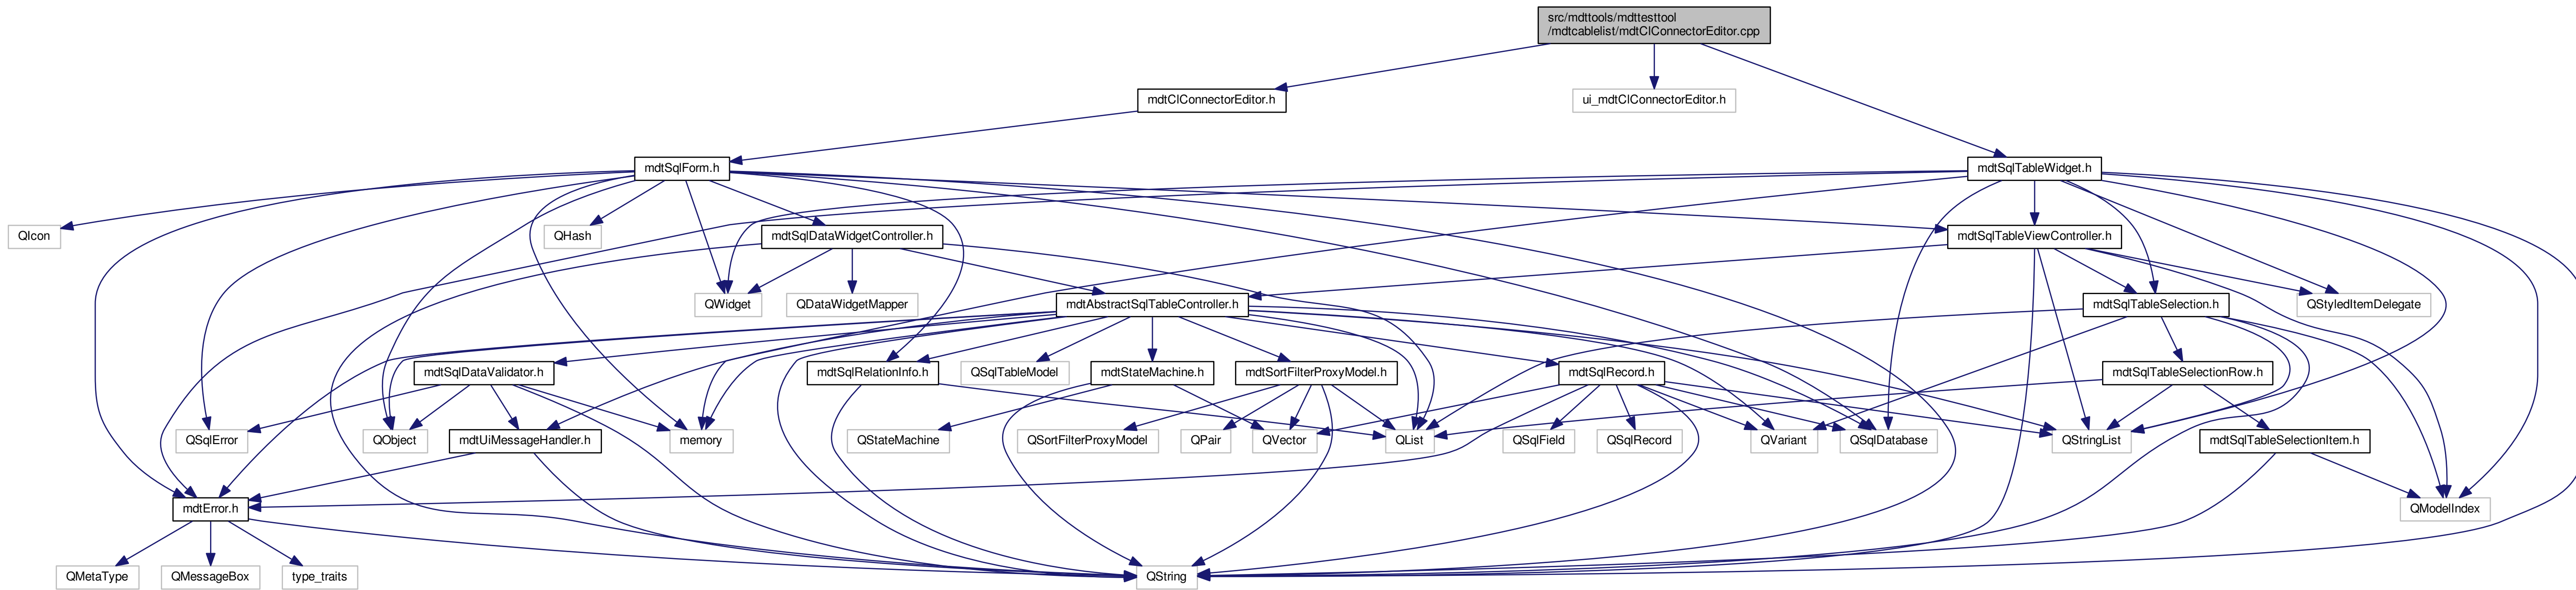 src/mdttools/mdttesttool
/mdtcablelist/mdtClConnectorEditor.cpp
mdtClConnectorEditor.h
ui_mdtClConnectorEditor.h
mdtSqlForm.h
mdtSqlTableWidget.h
QIcon
QHash
mdtSqlDataWidgetController.h
mdtSqlTableViewController.h
QWidget
QDataWidgetMapper
mdtAbstractSqlTableController.h
mdtSqlTableSelection.h
QStyledItemDelegate
mdtSqlDataValidator.h
mdtSqlRelationInfo.h
QSqlTableModel
mdtStateMachine.h
mdtSortFilterProxyModel.h
mdtSqlRecord.h
mdtSqlTableSelectionRow.h
QSqlError
QObject
mdtUiMessageHandler.h
memory
QStateMachine
QSortFilterProxyModel
QPair
QVector
QList
QSqlField
QSqlRecord
QVariant
QSqlDatabase
QStringList
mdtSqlTableSelectionItem.h
mdtError.h
QModelIndex
QMetaType
QMessageBox
type_traits
QString